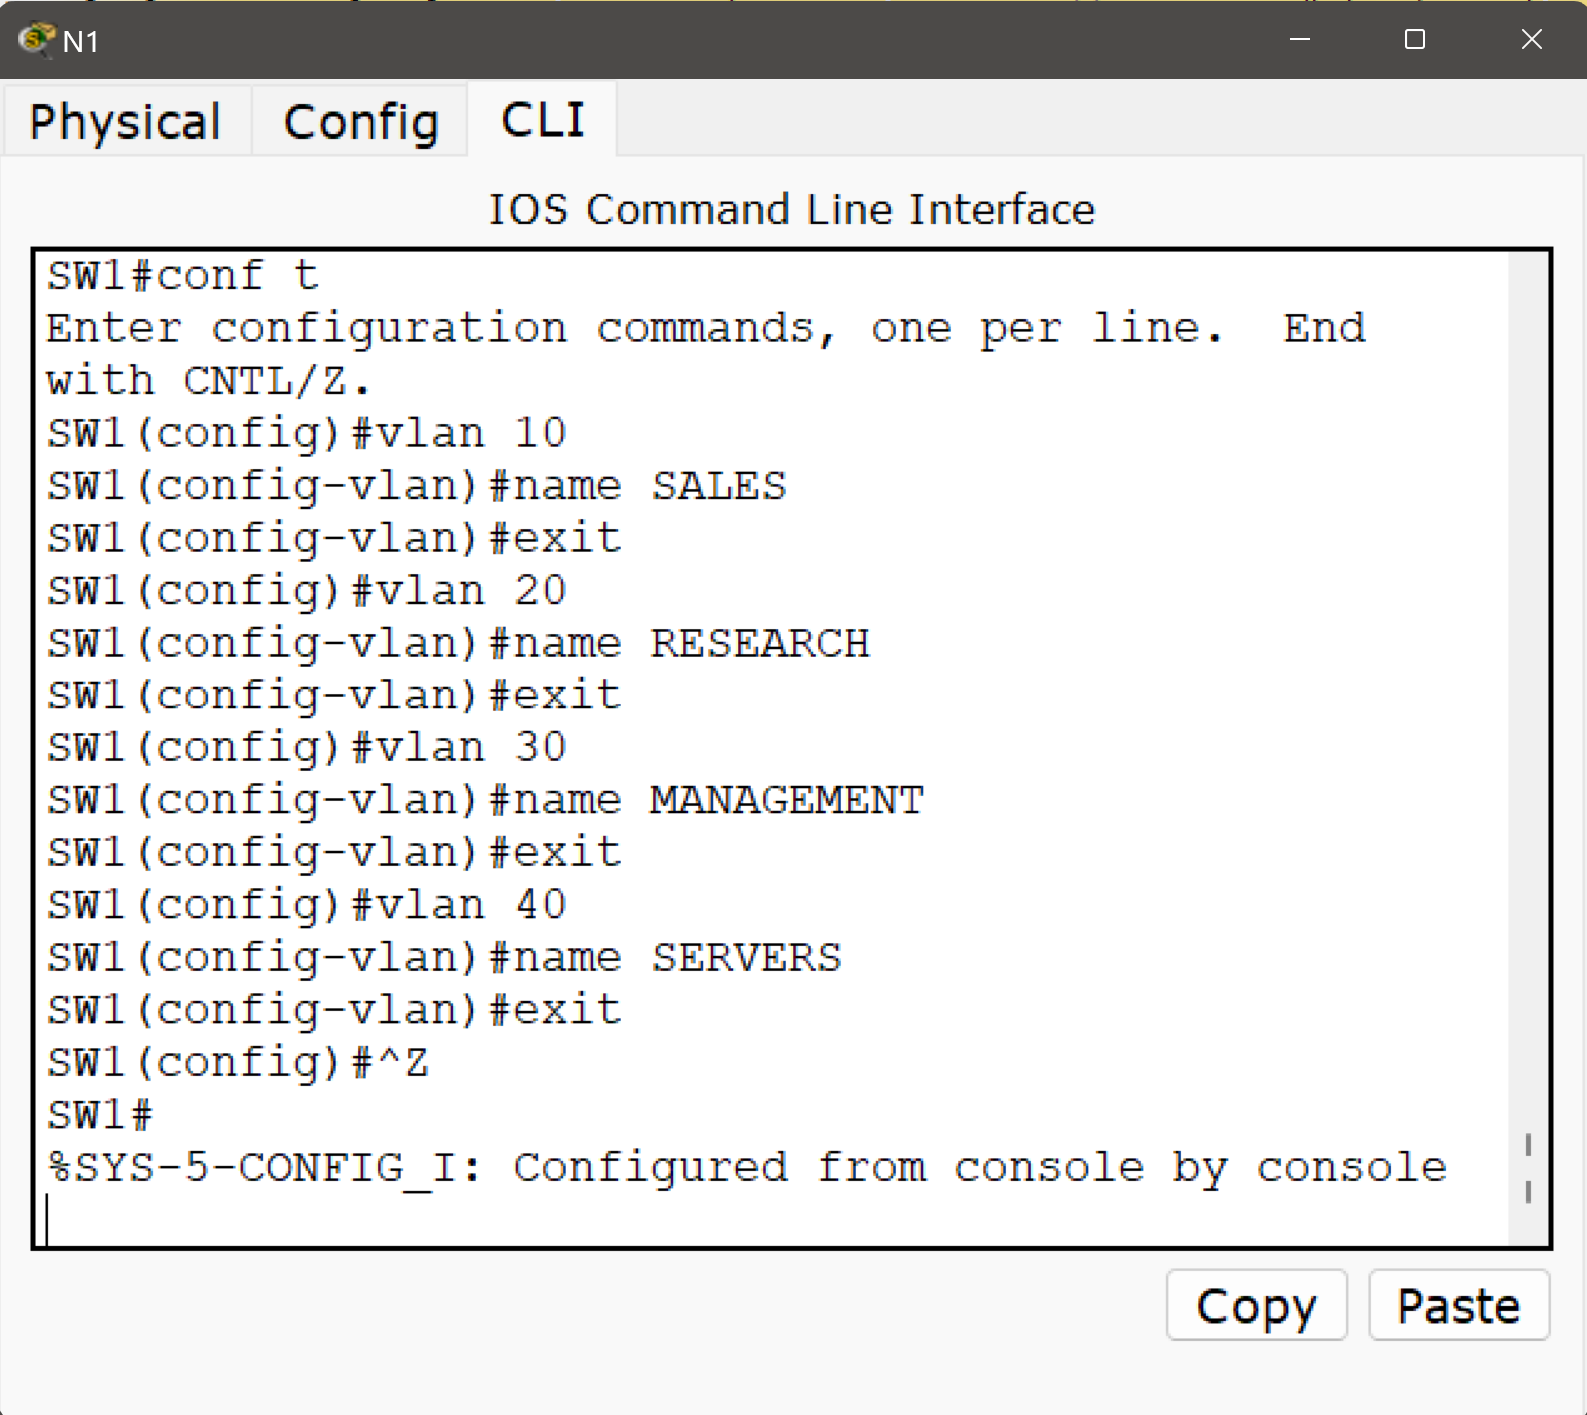 N1
Physical Config CLI
IOS Command Line Interface
SW1#conf t
Enter configuration commands, one per line.  End
with CNTL/Z.
SW1(config)#vlan 10
SW1(config-vlan)#name SALES
SW1(config-vlan)#exit
SW1(config)#vlan 20
SW1(config-vlan)#name RESEARCH
SW1(config-vlan)#exit
SW1(config)#vlan 30
SW1(config-vlan)#name MANAGEMENT
SW1(config-vlan)#exit
SW1(config)#vlan 40
SW1(config-vlan)#name SERVERS
SW1(config-vlan)#exit
SW1(config)#^Z
SW1#
%SYS-5-CONFIG_I: Configured from console by console
Copy Paste